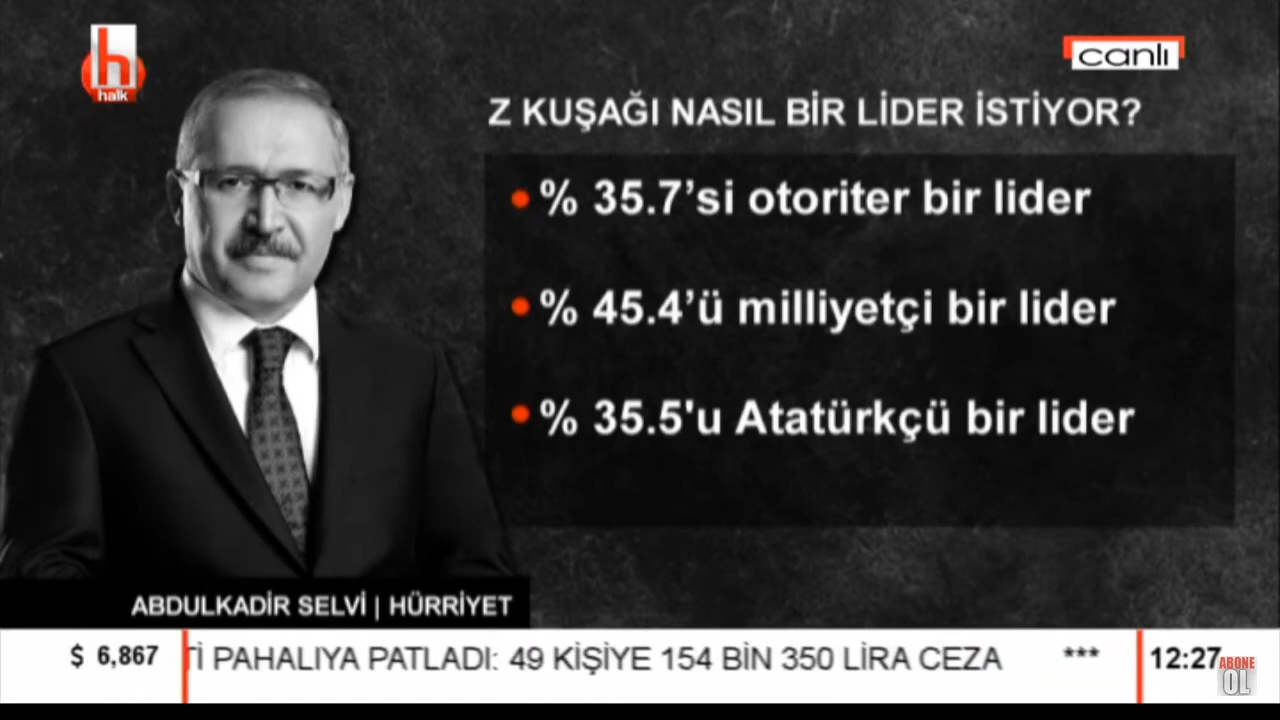 h
halk
canlı
Z KUŞAĞI NASIL BİR LİDER İSTİYOR?
% 35.7’si otoriter bir lider
% 45.4’ü milliyetçi bir lider
% 35.5'u Atatürkçü bir lider
ABDULKADİR SELVİ | HÜRRİYET
$ 6,867
Tİ PAHALIYA PATLADI: 49 KİŞİYE 154 BİN 350 LİRA CEZA ***
12:27
ABONE
OL